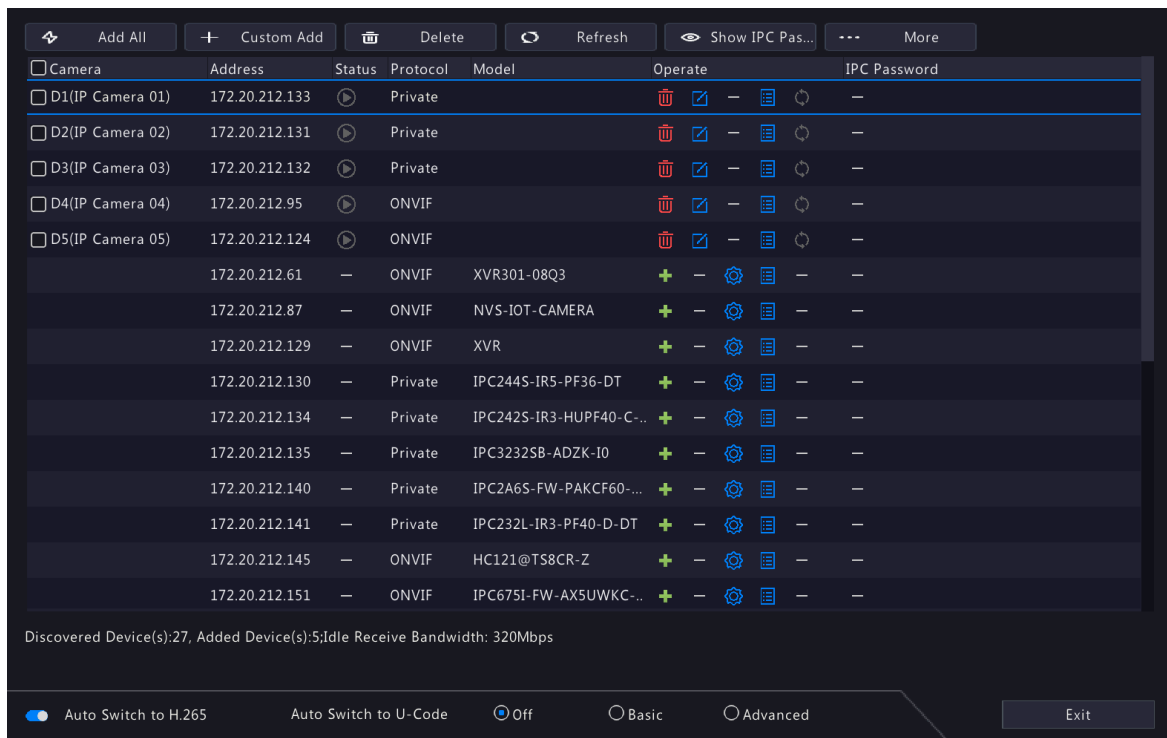 Add All Custom Add Delete Refresh Show IPC Pas... More
Camera Address Status Protocol Model Operate IPC Password
D1(IP Camera 01) 172.20.212.133 Private
D2(IP Camera 02) 172.20.212.131 Private
D3(IP Camera 03) 172.20.212.132 Private
D4(IP Camera 04) 172.20.212.95 ONVIF
D5(IP Camera 05) 172.20.212.124 ONVIF
172.20.212.61 — ONVIF XVR301-08Q3 — — —
172.20.212.87 — ONVIF NVS-IOT-CAMERA — — —
172.20.212.129 — ONVIF XVR — — —
172.20.212.130 — Private IPC244S-IR5-PF36-DT — — —
172.20.212.134 — Private IPC242S-IR3-HUPF40-C-.. — — —
172.20.212.135 — Private IPC3232SB-ADZK-I0 — — —
172.20.212.140 — Private IPC2A6S-FW-PAKCF60-... — — —
172.20.212.141 — Private IPC232L-IR3-PF40-D-DT — — —
172.20.212.145 — ONVIF HC121@TS8CR-Z — — —
172.20.212.151 — ONVIF IPC675I-FW-AX5UWKC-.. — — —
Discovered Device(s):27, Added Device(s):5;Idle Receive Bandwidth: 320Mbps
Auto Switch to H.265 Auto Switch to U-Code Off Basic Advanced Exit